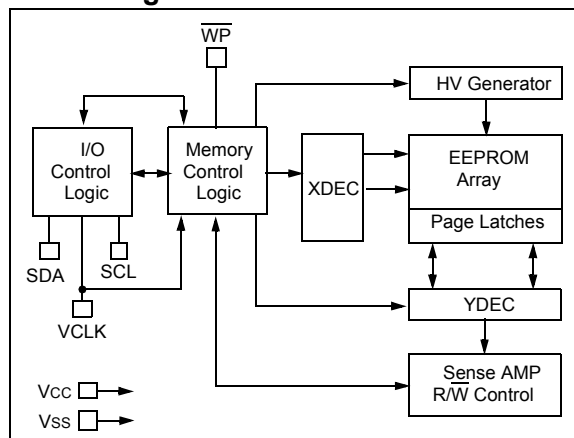 WP
HV Generator
I/O
Control
Logic
Memory
Control
Logic
XDEC
EEPROM
Array
Page Latches
SDA
SCL
VCLK
YDEC
Sense AMP
R/W Control
Vcc
Vss